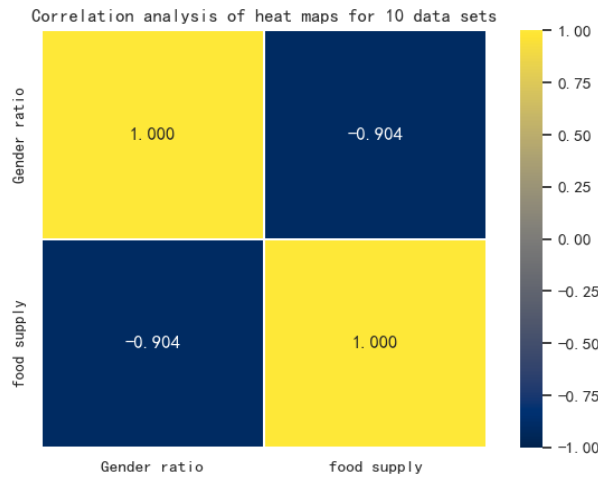 Correlation analysis of heat maps for 10 data sets
Gender ratio
food supply
1.000
-0.904
-0.904
1.000
Gender ratio
food supply
1.00
0.75
0.50
0.25
0.00
-0.25
-0.50
-0.75
-1.00